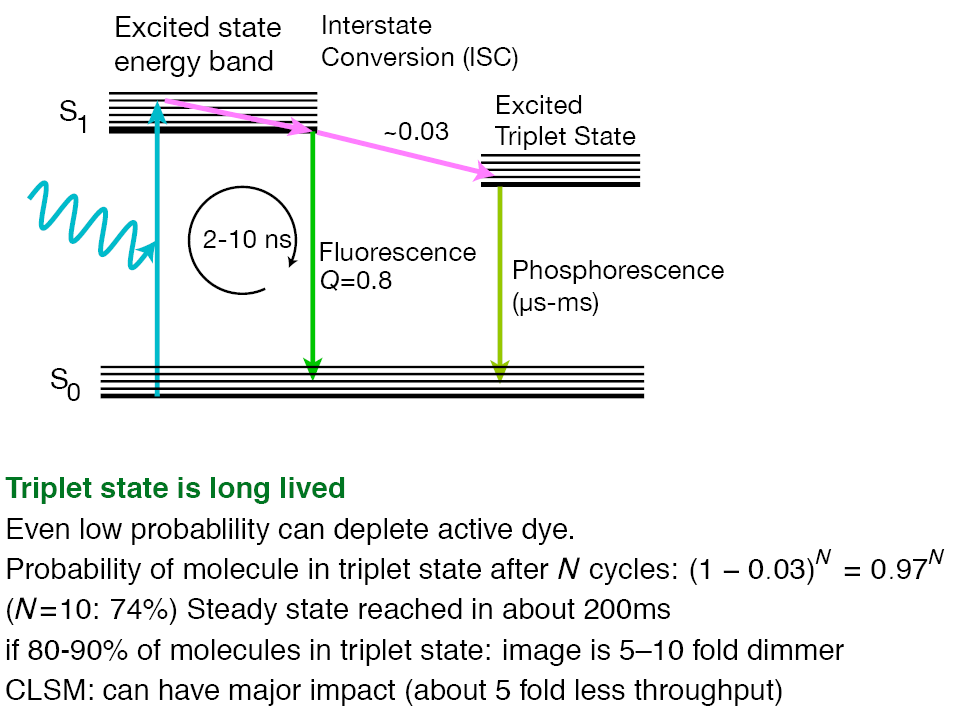 Excited state
energy band
Interstate
Conversion (ISC)
S1
~0.03
Excited
Triplet State
2-10 ns
Fluorescence
Q=0.8
Phosphorescence
(µs-ms)
S0
Triplet state is long lived
Even low probablility can deplete active dye.
Probability of molecule in triplet state after N cycles: (1 – 0.03)^N = 0.97^N
(N=10: 74%) Steady state reached in about 200ms
if 80-90% of molecules in triplet state: image is 5–10 fold dimmer
CLSM: can have major impact (about 5 fold less throughput)